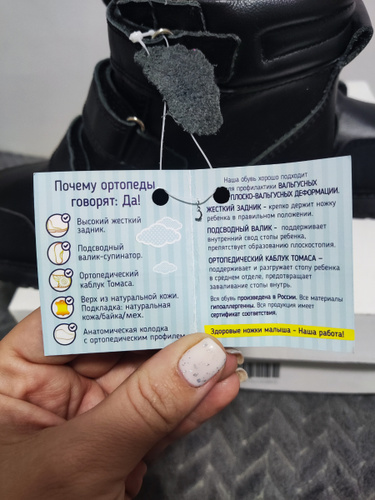 Почему ортопеды
говорят: Да!
Высокий жесткий
задник.
Подсводный
валик-супинатор.
Ортопедический
каблук Томаса.
Верх из натуральной кожи.
Подкладка: натуральная
кожа/байка/мех.
Анатомическая колодка
с ортопедическим профилем
Наша обувь хорошо подходит
профилактики ВАЛЬГУСНЫХ
ПЛОСКО-ВАЛЬГУСНЫХ ДЕФОРМАЦИЙ.
ЖЕСТКИЙ ЗАДНИК - крепко держит ножку
ребенка в правильном положении.
ПОДСВОДНЫЙ ВАЛИК - поддерживает
внутренний свод стопы ребенка,
препятствует образованию плоскостопия.
ОРТОПЕДИЧЕСКИЙ КАБЛУК ТОМАСА –
поддерживает и разгружает стопу ребенка
в среднем отделе, предотвращает
заваливание стопы внутрь.
Вся обувь произведена в России. Все материалы
гипоаллергенны. Вся продукция имеет
сертификат соответствия.
Здоровые ножки малыша - Наша работа!